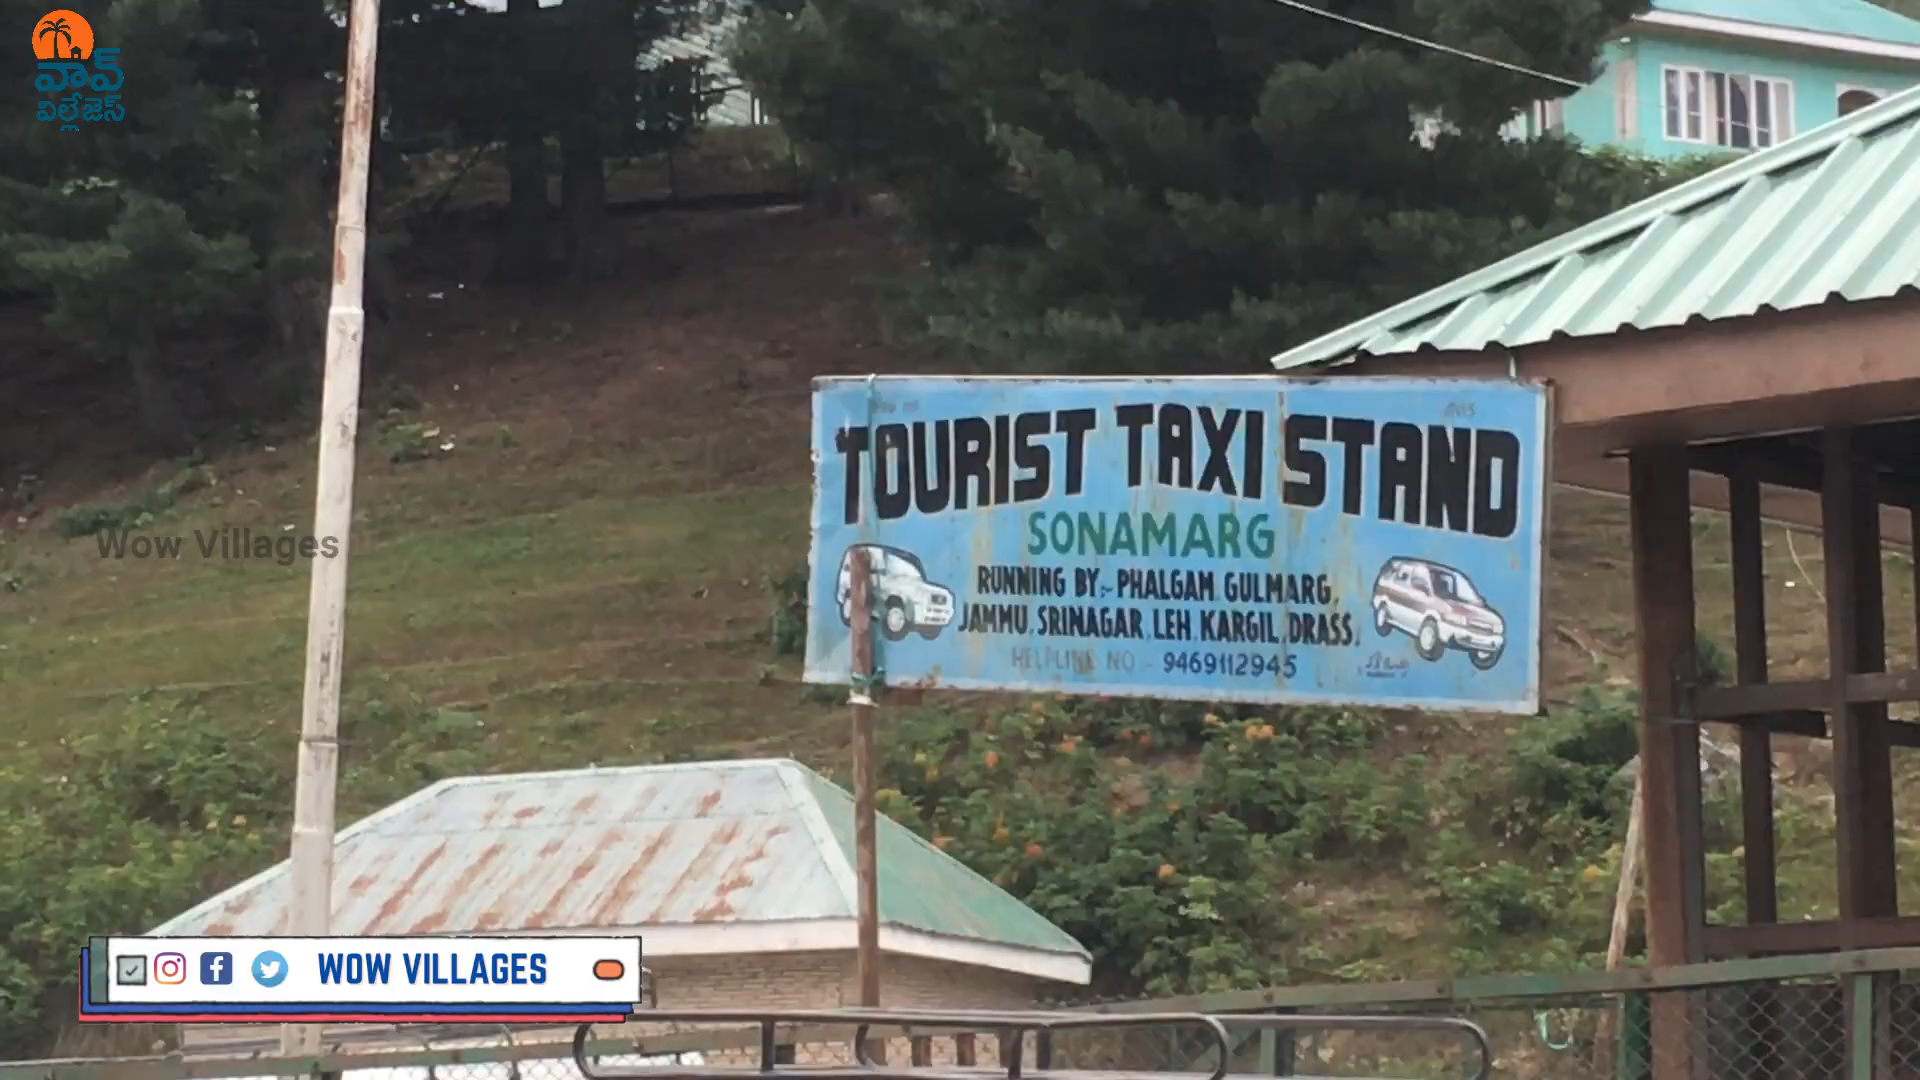 వావ్
విల్లేజెస్
TOURIST TAXI STAND
SONAMARG
RUNNING BY:- PHALGAM GULMARG,
JAMMU, SRINAGAR, LEH, KARGIL, DRASS,
HELPLINE NO - 9469112945
Wow Villages
WOW VILLAGES